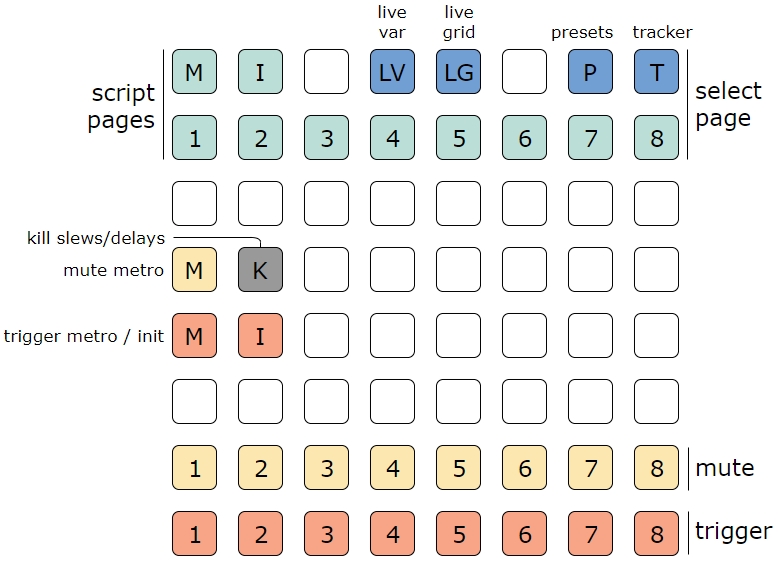 live
var
live
grid
presets
tracker
script
pages
M I LV LG P T
select
page
1 2 3 4 5 6 7 8
kill slews/delays
mute metro
M K
trigger metro / init
M I
1 2 3 4 5 6 7 8
mute
1 2 3 4 5 6 7 8
trigger